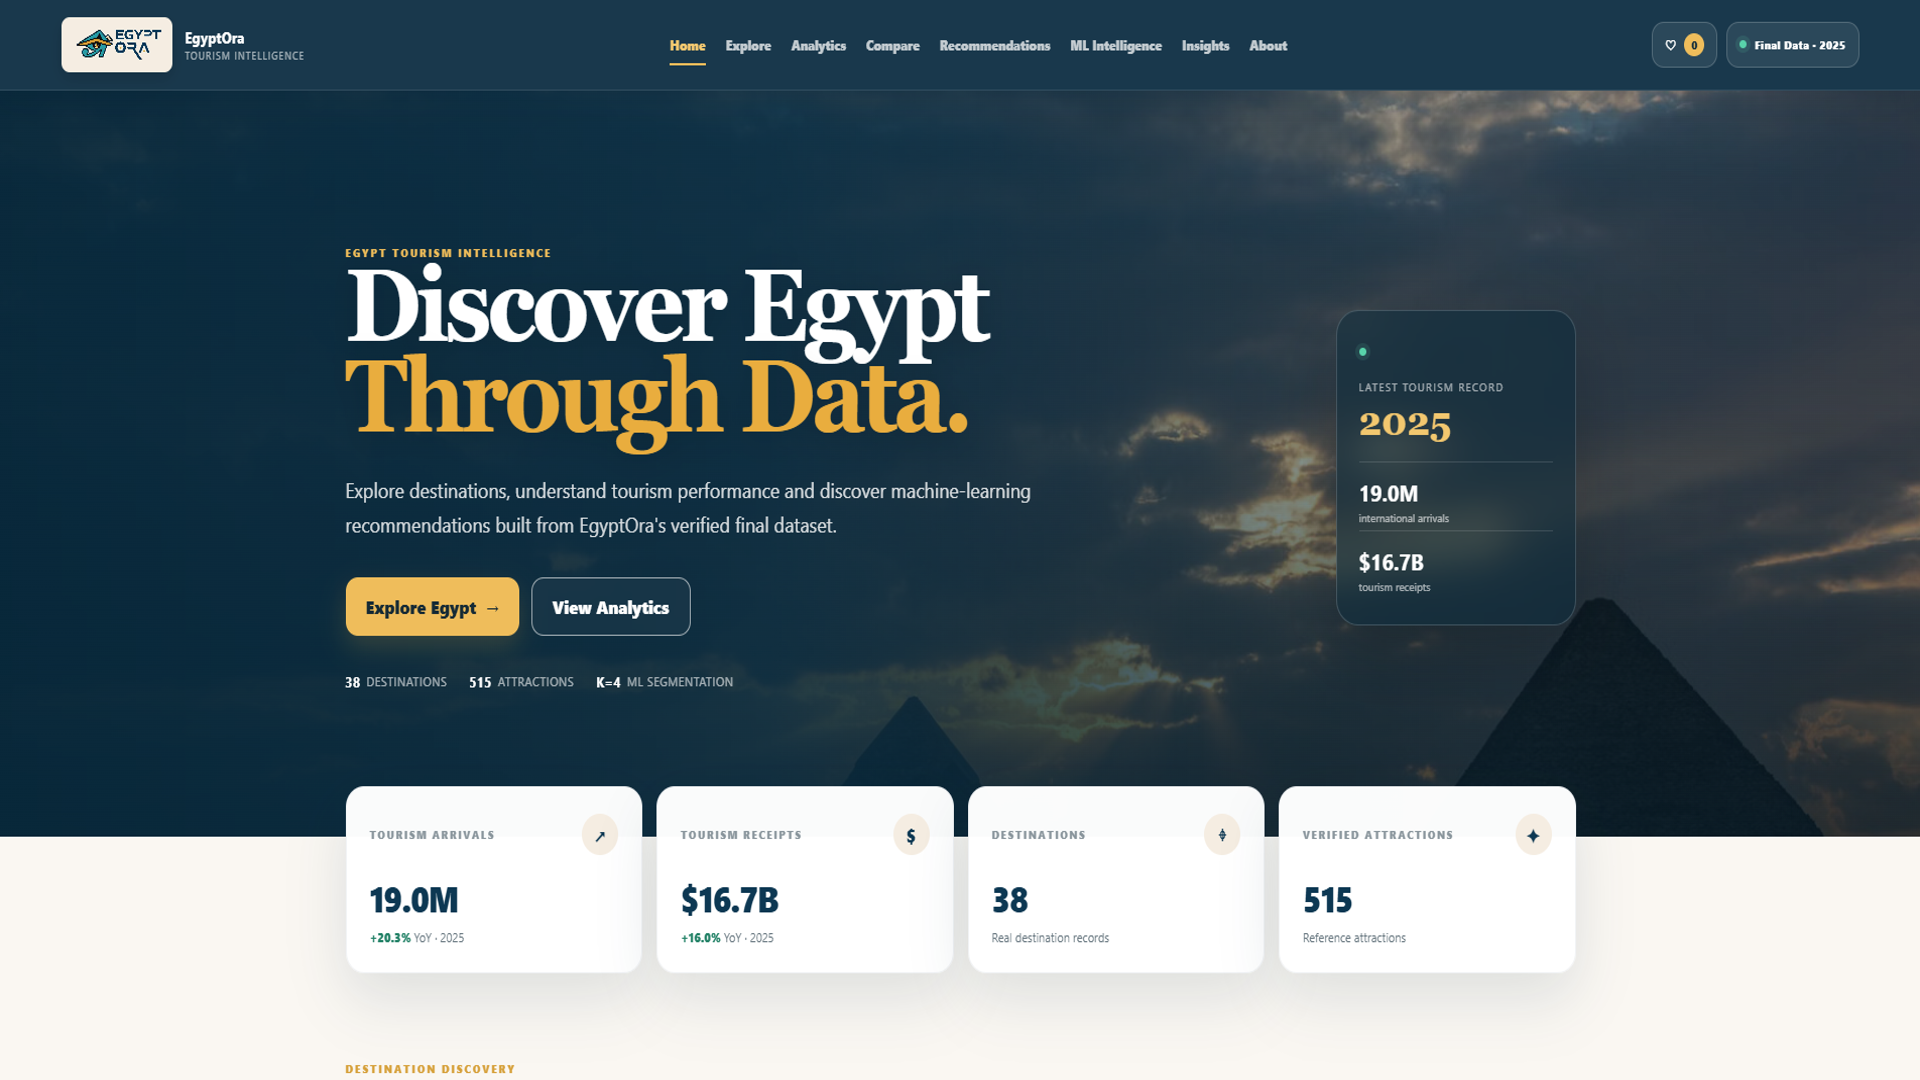 EGYPT
ORA
EgyptOra
TOURISM INTELLIGENCE
Home
Explore
Analytics
Compare
Recommendations
ML Intelligence
Insights
About
♡ 0
Final Data · 2025
EGYPT TOURISM INTELLIGENCE
Discover Egypt
Through Data.
Explore destinations, understand tourism performance and discover machine-learning
recommendations built from EgyptOra's verified final dataset.
Explore Egypt →
View Analytics
38 DESTINATIONS
515 ATTRACTIONS
K=4 ML SEGMENTATION
LATEST TOURISM RECORD
2025
19.0M
international arrivals
$16.7B
tourism receipts
TOURISM ARRIVALS
↗
19.0M
+20.3% YoY · 2025
TOURISM RECEIPTS
$
$16.7B
+16.0% YoY · 2025
DESTINATIONS
38
Real destination records
VERIFIED ATTRACTIONS
✦
515
Reference attractions
DESTINATION DISCOVERY